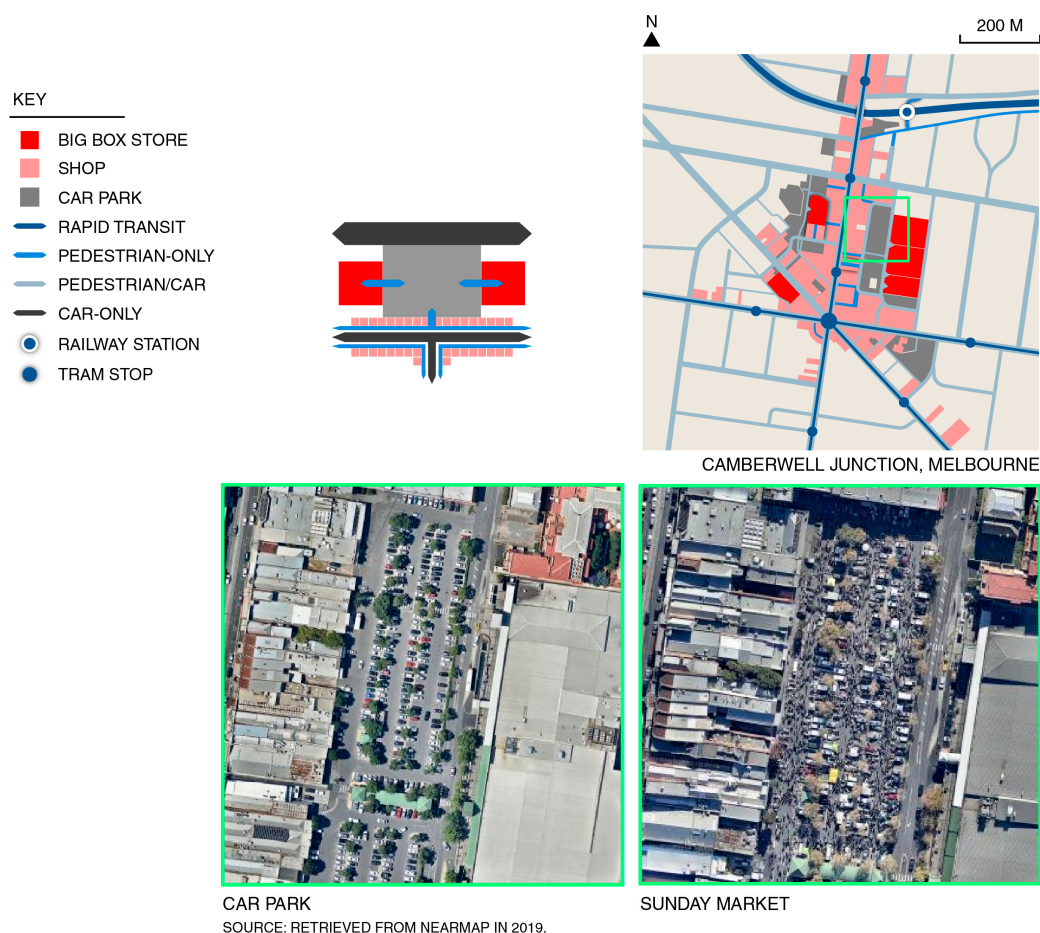 N
200 M
KEY
BIG BOX STORE
SHOP
CAR PARK
RAPID TRANSIT
PEDESTRIAN-ONLY
PEDESTRIAN/CAR
CAR-ONLY
RAILWAY STATION
TRAM STOP
CAMBERWELL JUNCTION, MELBOURNE
CAR PARK
SUNDAY MARKET
SOURCE: RETRIEVED FROM NEARMAP IN 2019.